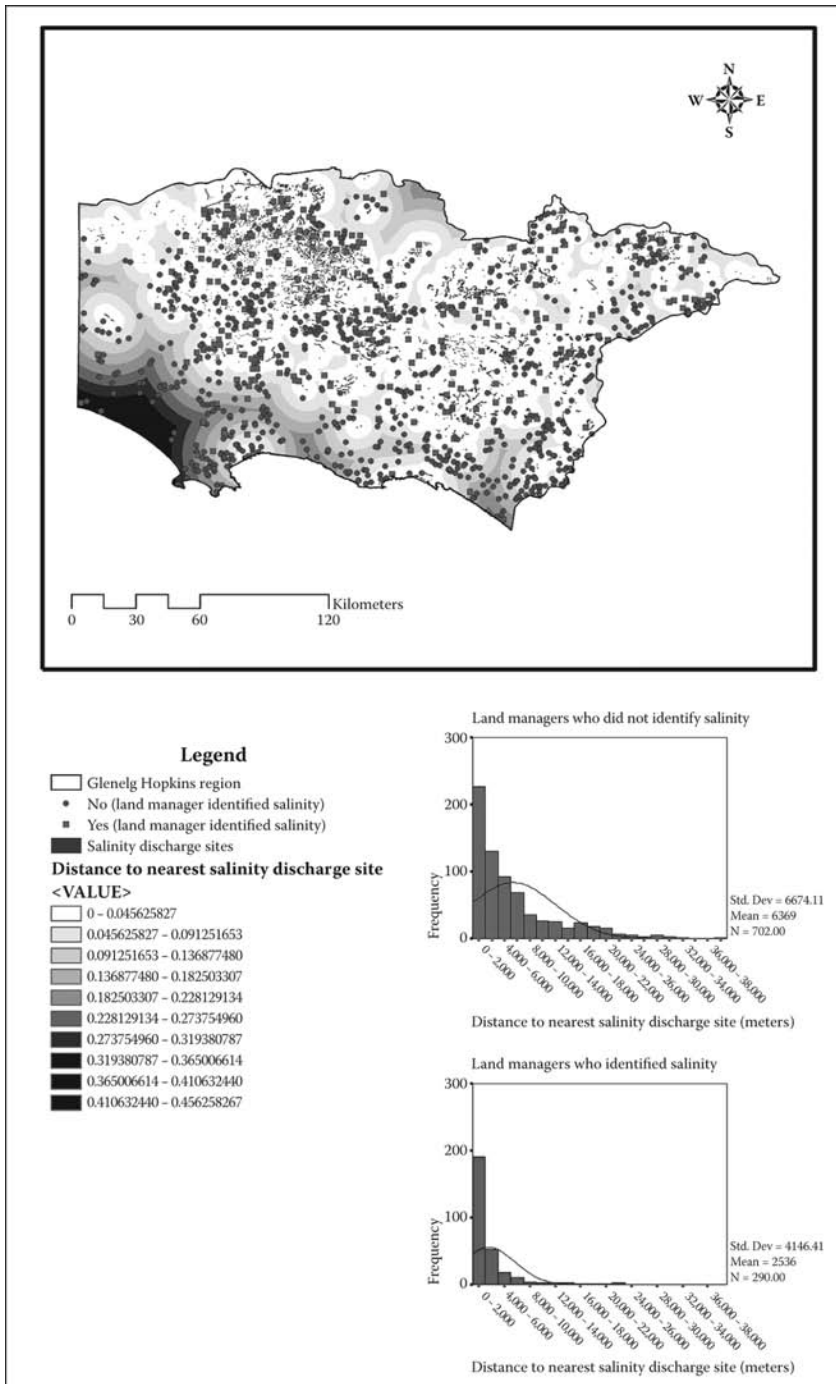 N
W E
S
Kilometers
0 30 60 120
Legend
Glenelg Hopkins region
No (land manager identified salinity)
Yes (land manager identified salinity)
Salinity discharge sites
Distance to nearest salinity discharge site
<VALUE>
0 – 0.045625827
0.045625827 – 0.091251653
0.091251653 – 0.136877480
0.136877480 – 0.182503307
0.182503307 – 0.228129134
0.228129134 – 0.273754960
0.273754960 – 0.319380787
0.319380787 – 0.365006614
0.365006614 – 0.410632440
0.410632440 – 0.456258267
Land managers who did not identify salinity
300
200
100
0
Frequency
Std. Dev = 6674.11
Mean = 6369
N = 702.00
0 – 2,000
4,000 – 6,000
8,000 – 10,000
12,000 – 14,000
16,000 – 18,000
20,000 – 22,000
24,000 – 26,000
28,000 – 30,000
32,000 – 34,000
36,000 – 38,000
Distance to nearest salinity discharge site (meters)
Land managers who identified salinity
300
200
100
0
Frequency
Std. Dev = 4146.41
Mean = 2536
N = 290.00
0 – 2,000
4,000 – 6,000
8,000 – 10,000
12,000 – 14,000
16,000 – 18,000
20,000 – 22,000
24,000 – 26,000
28,000 – 30,000
32,000 – 34,000
36,000 – 38,000
Distance to nearest salinity discharge site (meters)